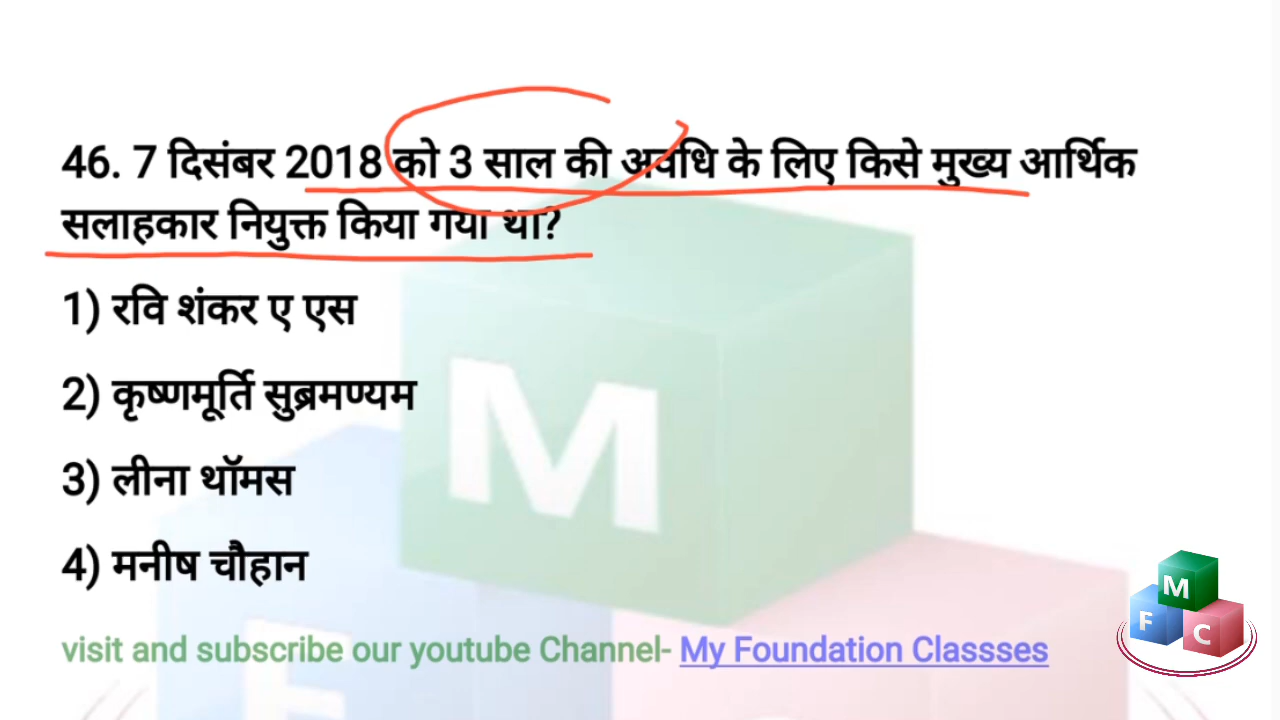 46. 7 दिसंबर 2018 को 3 साल की अवधि के लिए किसे मुख्य आर्थिक
सलाहकार नियुक्त किया गया था?
1) रवि शंकर ए एस
2) कृष्णमूर्ति सुब्रमण्यम
3) लीना थॉमस
4) मनीष चौहान
visit and subscribe our youtube Channel- My Foundation Classses
M
F
M
F C